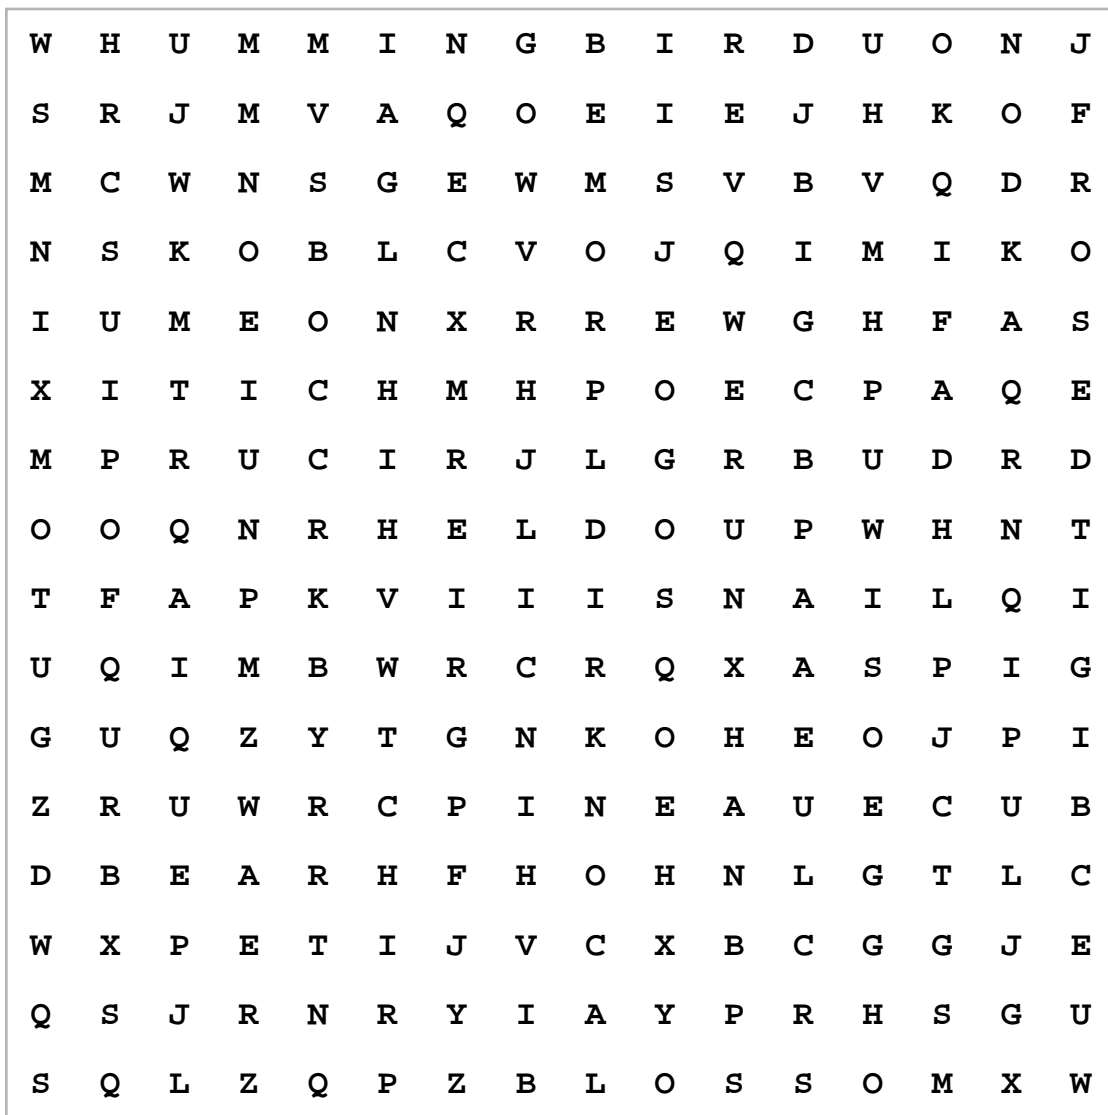 W H U M M I N G B I R D U O N J
S R J M V A Q O E I E J H K O F
M C W N S G E W M S V B V Q D R
N S K O B L C V O J Q I M I K O
I U M E O N X R R E W G H F A S
X I T I C H M H P O E C P A Q E
M P R U C I R J L G R B U D R D
O O Q N R H E L D O U P W H N T
T F A P K V I I I S N A I L Q I
U Q I M B W R C R Q X A S P I G
G U Q Z Y T G N K O H E O J P I
Z R U W R C P I N E A U E C U B
D B E A R H F H O H N L G T L C
W X P E T I J V C X B C G G J E
Q S J R N R Y I A Y P R H S G U
S Q L Z Q P Z B L O S S O M X W